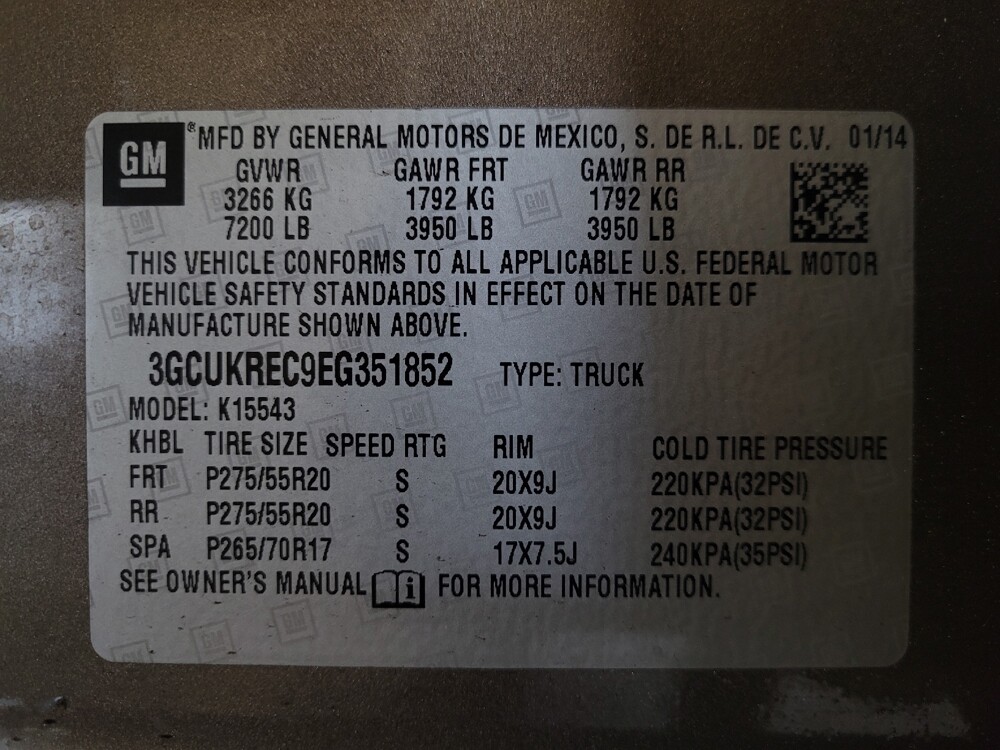 GM ® MFD BY GENERAL MOTORS DE MEXICO, S. DE R.L. DE C.V. 01/14
GVWR GAWR FRT GAWR RR
3266 KG 1792 KG 1792 KG
7200 LB 3950 LB 3950 LB
THIS VEHICLE CONFORMS TO ALL APPLICABLE U.S. FEDERAL MOTOR
VEHICLE SAFETY STANDARDS IN EFFECT ON THE DATE OF
MANUFACTURE SHOWN ABOVE.
3GCUKREC9EG351852 TYPE: TRUCK
MODEL: K15543
KHBL TIRE SIZE SPEED RTG RIM COLD TIRE PRESSURE
FRT P275/55R20 S 20X9J 220KPA(32PSI)
RR P275/55R20 S 20X9J 220KPA(32PSI)
SPA P265/70R17 S 17X7.5J 240KPA(35PSI)
SEE OWNER'S MANUAL i FOR MORE INFORMATION.